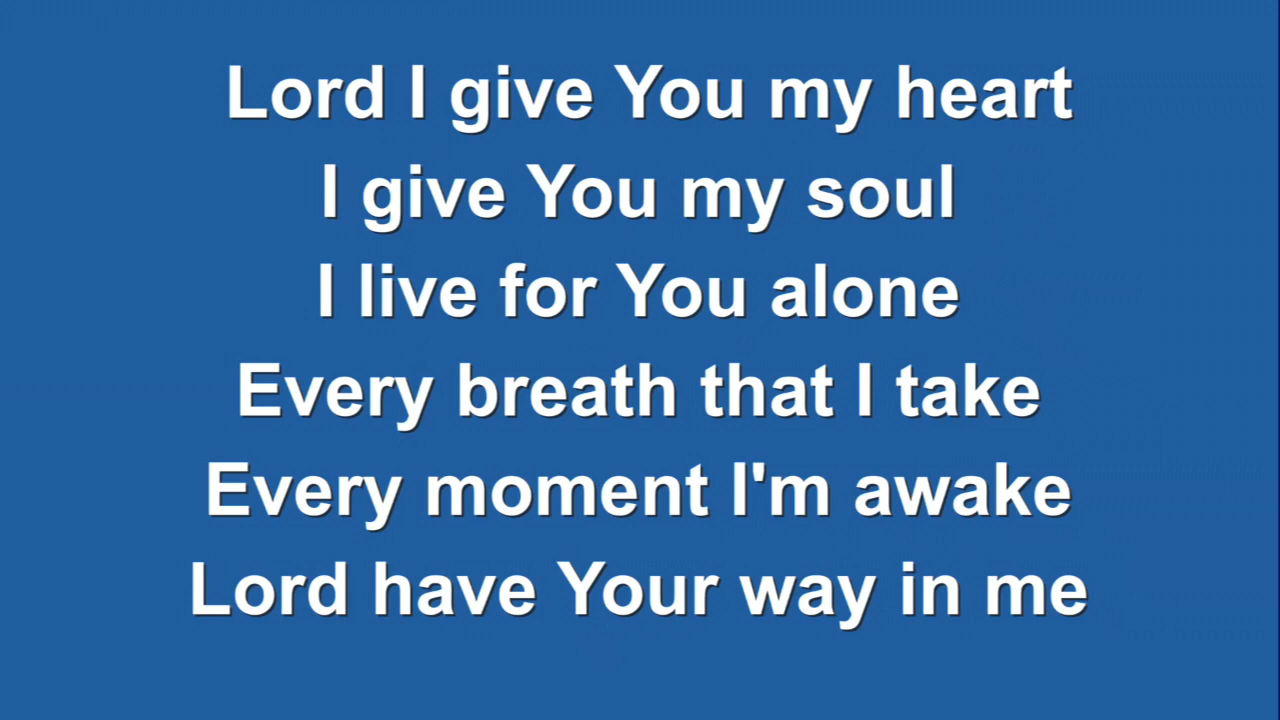 Lord I give You my heart
I give You my soul
I live for You alone
Every breath that I take
Every moment I'm awake
Lord have Your way in me